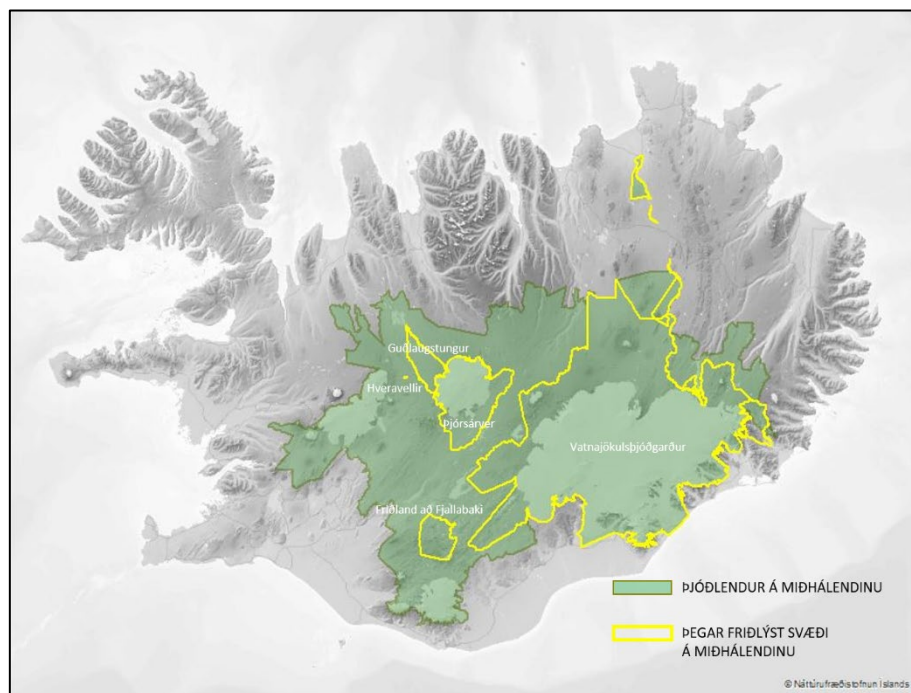 Guðlaugstungur
Hveravellir
Þjórsárver
Vatnajökulsþjóðgarður
Friðland að Fjallabaki
ÞJÓÐLENDUR Á MIÐHÁLENDINU
ÞEGAR FRIÐLÝST SVÆÐI
Á MIÐHÁLENDINU
© Náttúrufræðistofnun Íslands